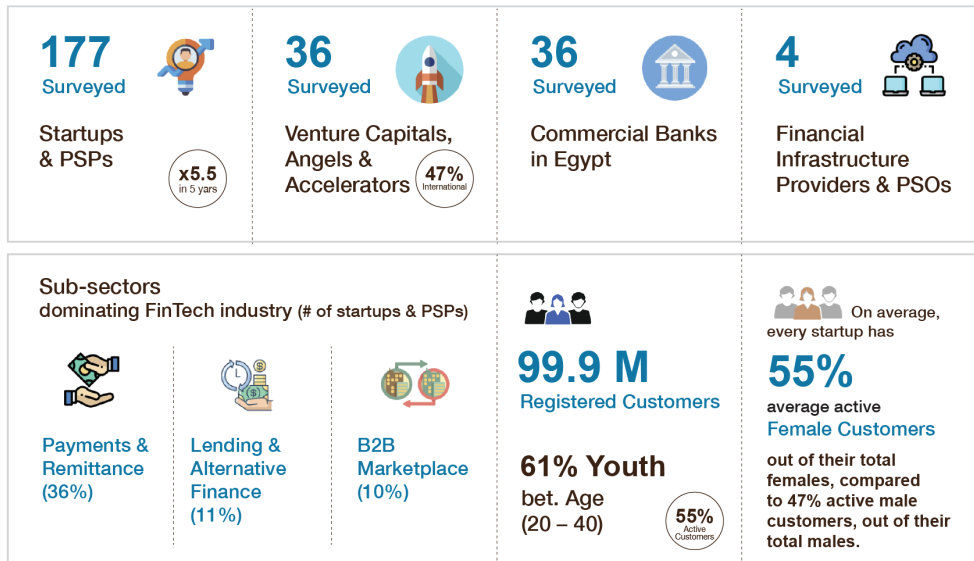 177
Surveyed
Startups
& PSPs
x5.5
in 5 yars
36
Surveyed
Venture Capitals,
Angels &
Accelerators
47%
International
36
Surveyed
Commercial Banks
in Egypt
4
Surveyed
Financial
Infrastructure
Providers & PSOs
Sub-sectors
dominating FinTech industry (# of startups & PSPs)
Payments &
Remittance
(36%)
Lending &
Alternative
Finance
(11%)
B2B
Marketplace
(10%)
99.9 M
Registered Customers
61% Youth
bet. Age
(20 – 40)
55%
Active
Customers
On average,
every startup has
55%
average active
Female Customers
out of their total
females, compared
to 47% active male
customers, out of their
total males.